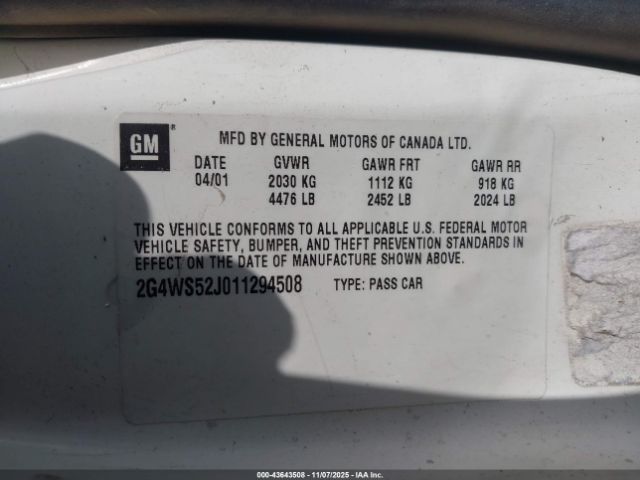 GM ®
MFD BY GENERAL MOTORS OF CANADA LTD.
DATE GVWR GAWR FRT GAWR RR
04/01 2030 KG 1112 KG 918 KG
4476 LB 2452 LB 2024 LB
THIS VEHICLE CONFORMS TO ALL APPLICABLE U.S. FEDERAL MOTOR
VEHICLE SAFETY, BUMPER, AND THEFT PREVENTION STANDARDS IN
EFFECT ON THE DATE OF MANUFACTURE SHOWN ABOVE.
2G4WS52J011294508 TYPE: PASS CAR
000-43643508 - 11/07/2025 - IAAI, Inc.